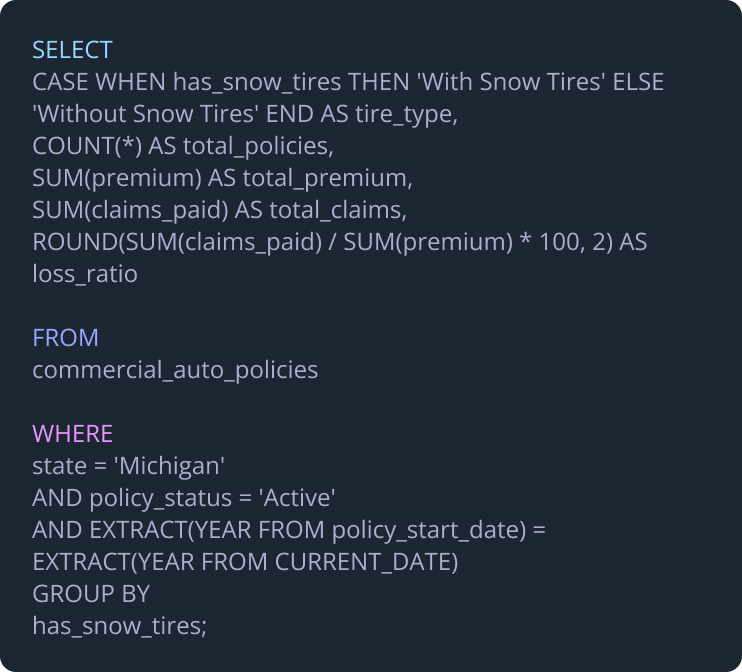 SELECT
CASE WHEN has_snow_tires THEN 'With Snow Tires' ELSE
'Without Snow Tires' END AS tire_type,
COUNT(*) AS total_policies,
SUM(premium) AS total_premium,
SUM(claims_paid) AS total_claims,
ROUND(SUM(claims_paid) / SUM(premium) * 100, 2) AS
loss_ratio
FROM
commercial_auto_policies
WHERE
state = 'Michigan'
AND policy_status = 'Active'
AND EXTRACT(YEAR FROM policy_start_date) =
EXTRACT(YEAR FROM CURRENT_DATE)
GROUP BY
has_snow_tires;